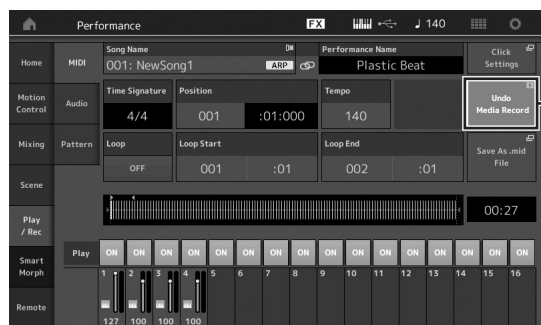 Performance FX 140
Home MIDI Song Name Performance Name Click Settings
001: NewSong1 ARP Plastic Beat
Motion Control Audio Time Signature Position Tempo Undo Media Record
4/4 001 :01:000 140
Mixing Pattern Loop Loop Start Loop End Save As .mid File
OFF 001 :01 002 :01
Scene
Play / Rec 00:27
Play ON ON ON ON ON ON ON ON ON ON ON ON ON ON ON ON
Smart Morph 1 2 3 4 5 6 7 8 9 10 11 12 13 14 15 16
Remote 127 100 100 100